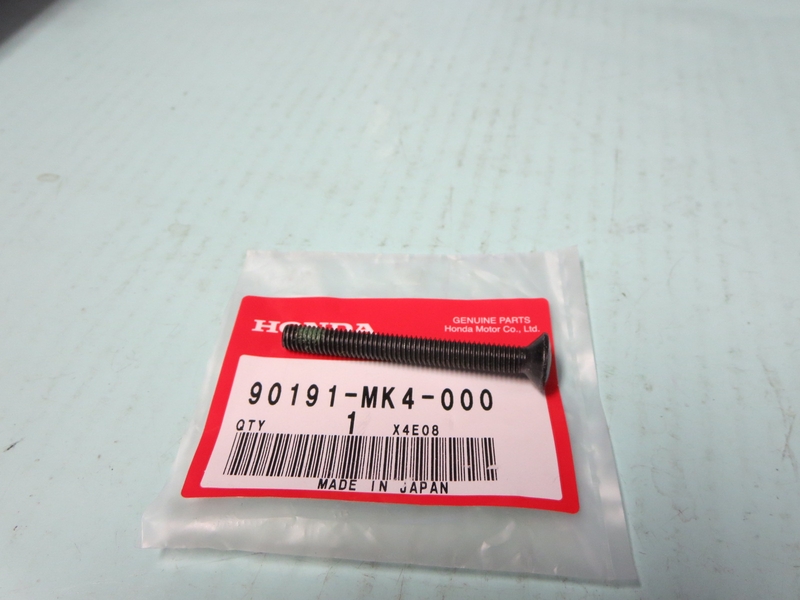 HONDA
GENUINE PARTS
Honda Motor Co., Ltd.
90191-MK4-000
QTY 1 X4E08
MADE IN JAPAN